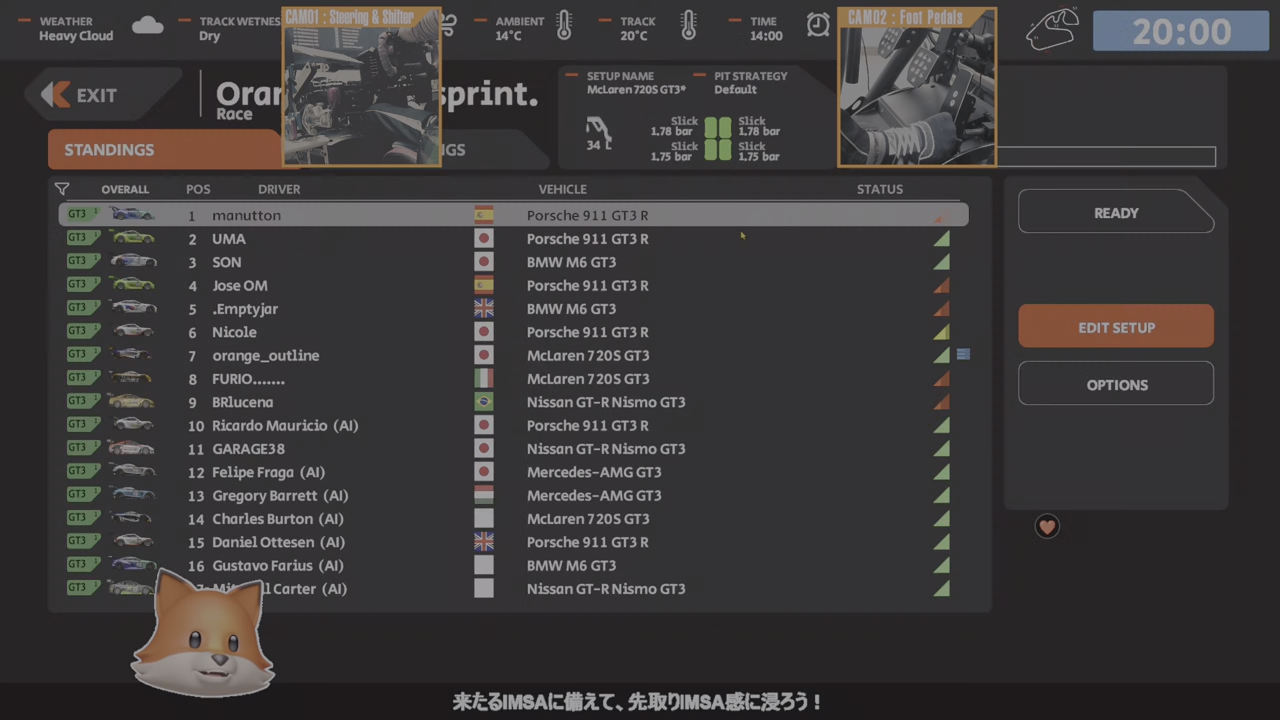 WEATHER
Heavy Cloud
TRACK WETNES
Dry
AMBIENT
14°C
TRACK
20°C
TIME
14:00
20:00
CAM01 : Steering & Shifter
CAM02 : Foot Pedals
EXIT
sprint.
Race
SETUP NAME
McLaren 720S GT3*
PIT STRATEGY
Default
34
Slick
1,78 bar
Slick
1,78 bar
Slick
1,75 bar
Slick
1,75 bar
STANDINGS
OVERALL POS DRIVER VEHICLE STATUS
GT3 1 manutton Porsche 911 GT3 R
GT3 2 UMA Porsche 911 GT3 R
GT3 3 SON BMW M6 GT3
GT3 4 Jose OM Porsche 911 GT3 R
GT3 5 .Emptyjar BMW M6 GT3
GT3 6 Nicole Porsche 911 GT3 R
GT3 7 orange_outline McLaren 720S GT3
GT3 8 FURIO....... McLaren 720S GT3
GT3 9 BRlucena Nissan GT-R Nismo GT3
GT3 10 Ricardo Mauricio (AI) Porsche 911 GT3 R
GT3 11 GARAGE38 Nissan GT-R Nismo GT3
GT3 12 Felipe Fraga (AI) Mercedes-AMG GT3
GT3 13 Gregory Barrett (AI) Mercedes-AMG GT3
GT3 14 Charles Burton (AI) McLaren 720S GT3
GT3 15 Daniel Ottesen (AI) Porsche 911 GT3 R
GT3 16 Gustavo Farius (AI) BMW M6 GT3
GT3 Carter (AI) Nissan GT-R Nismo GT3
READY
EDIT SETUP
OPTIONS
来たるIMSAに備えて、先取りIMSA感に浸ろう！